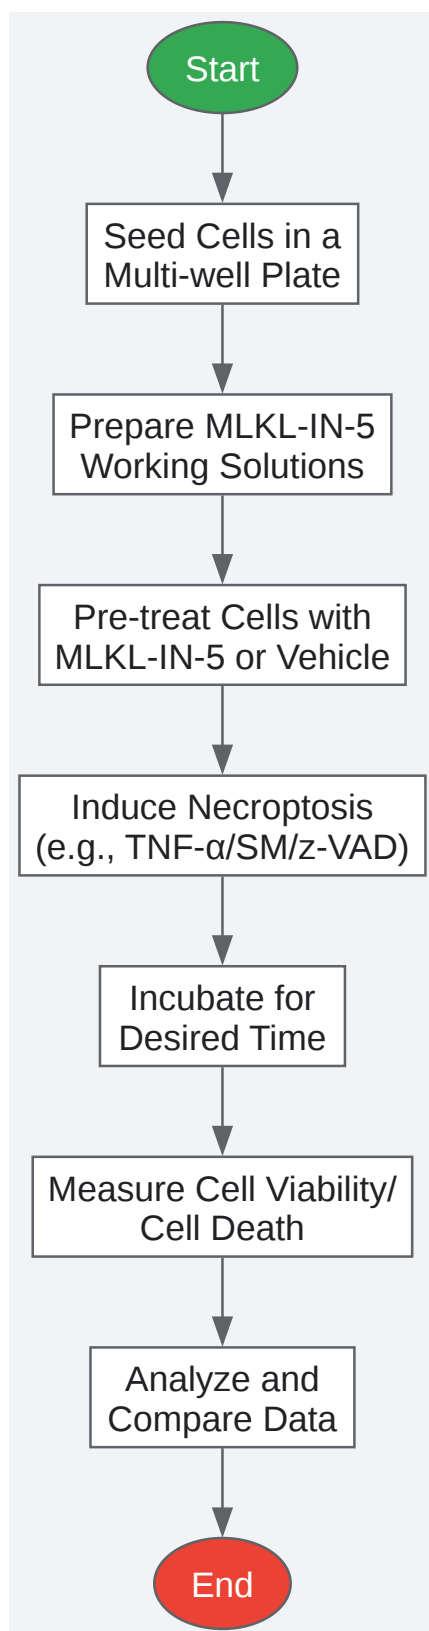 Start
Seed Cells in a
Multi-well Plate
Prepare MLKL-IN-5
Working Solutions
Pre-treat Cells with
MLKL-IN-5 or Vehicle
Induce Necroptosis
(e.g., TNF-α/SM/z-VAD)
Incubate for
Desired Time
Measure Cell Viability/
Cell Death
Analyze and
Compare Data
End